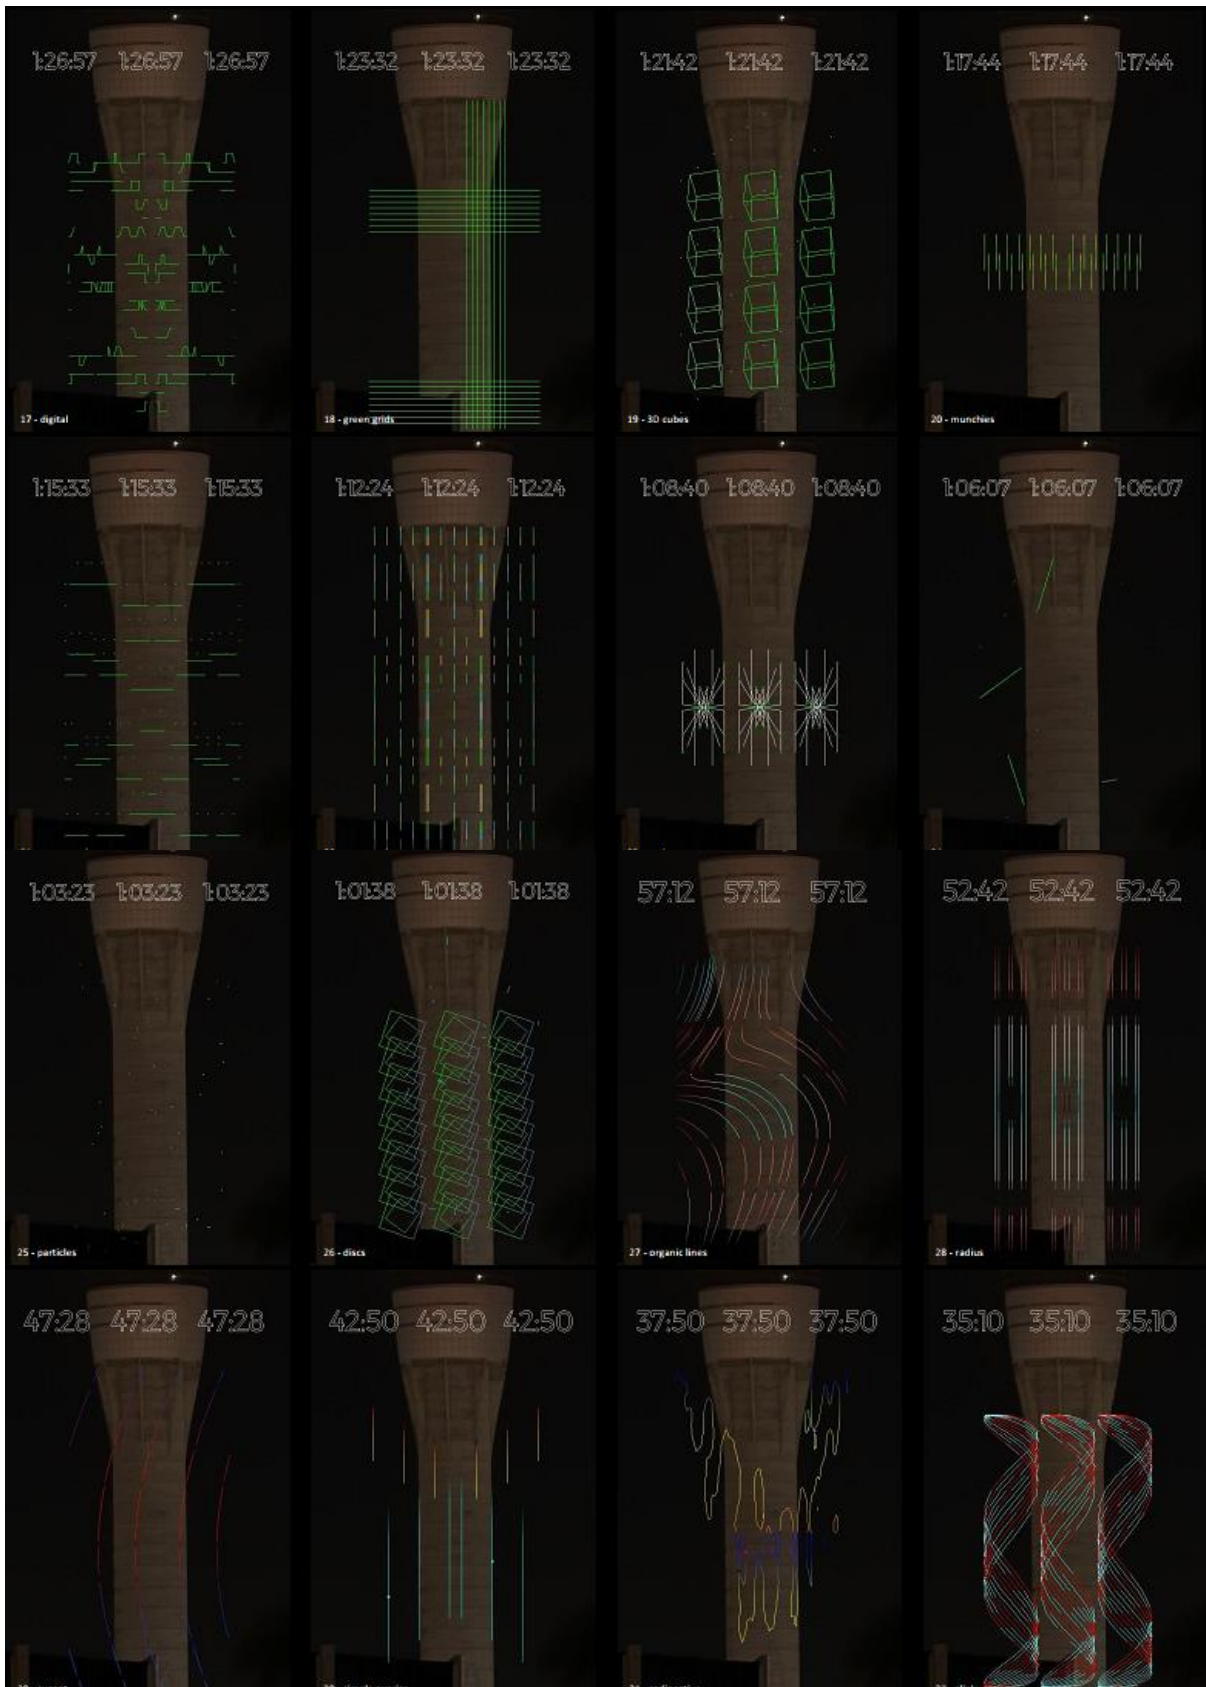 1:26:57 1:26:57 1:26:57
17 - digital
1:23:32 1:23:32 1:23:32
18 - green grids
1:21:42 1:21:42 1:21:42
19 - 3D cubes
1:17:44 1:17:44 1:17:44
20 - munchies
1:15:33 1:15:33 1:15:33
1:12:24 1:12:24 1:12:24
1:08:40 1:08:40 1:08:40
1:06:07 1:06:07 1:06:07
1:03:23 1:03:23 1:03:23
25 - particles
1:01:38 1:01:38 1:01:38
26 - discs
57:12 57:12 57:12
27 - organic lines
52:42 52:42 52:42
28 - radius
47:28 47:28 47:28
42:50 42:50 42:50
37:50 37:50 37:50
35:10 35:10 35:10